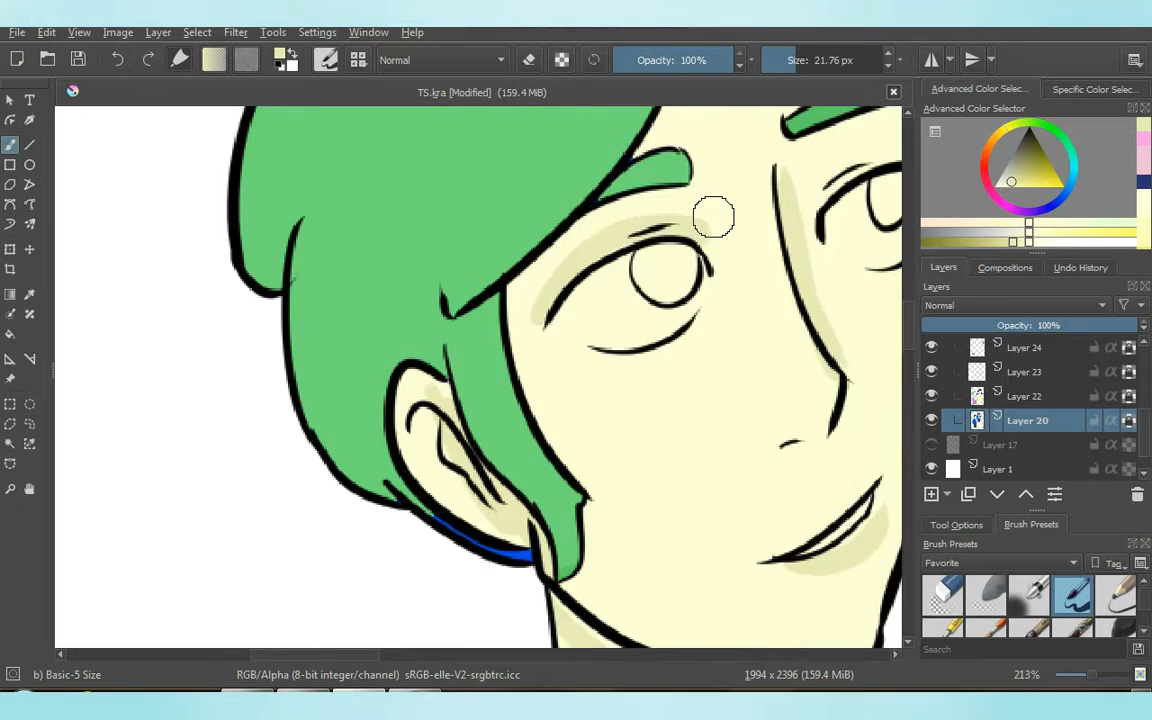 File Edit View Image Layer Select Filter Tools Settings Window Help
Normal Opacity: 100% Size: 21.76 px
TS.kra [Modified] (159.4 MiB)
Advanced Color Selec... Specific Color Selec...
Advanced Color Selector
Layers Compositions Undo History
Layers
Normal
Opacity: 100%
Layer 24
Layer 23
Layer 22
Layer 20
Layer 17
Layer 1
Tool Options Brush Presets
Brush Presets
Favorite Tag
Search
b) Basic-5 Size RGB/Alpha (8-bit integer/channel) sRGB-elle-V2-srgbtrc.icc 1994 x 2396 (159.4 MiB) 213%